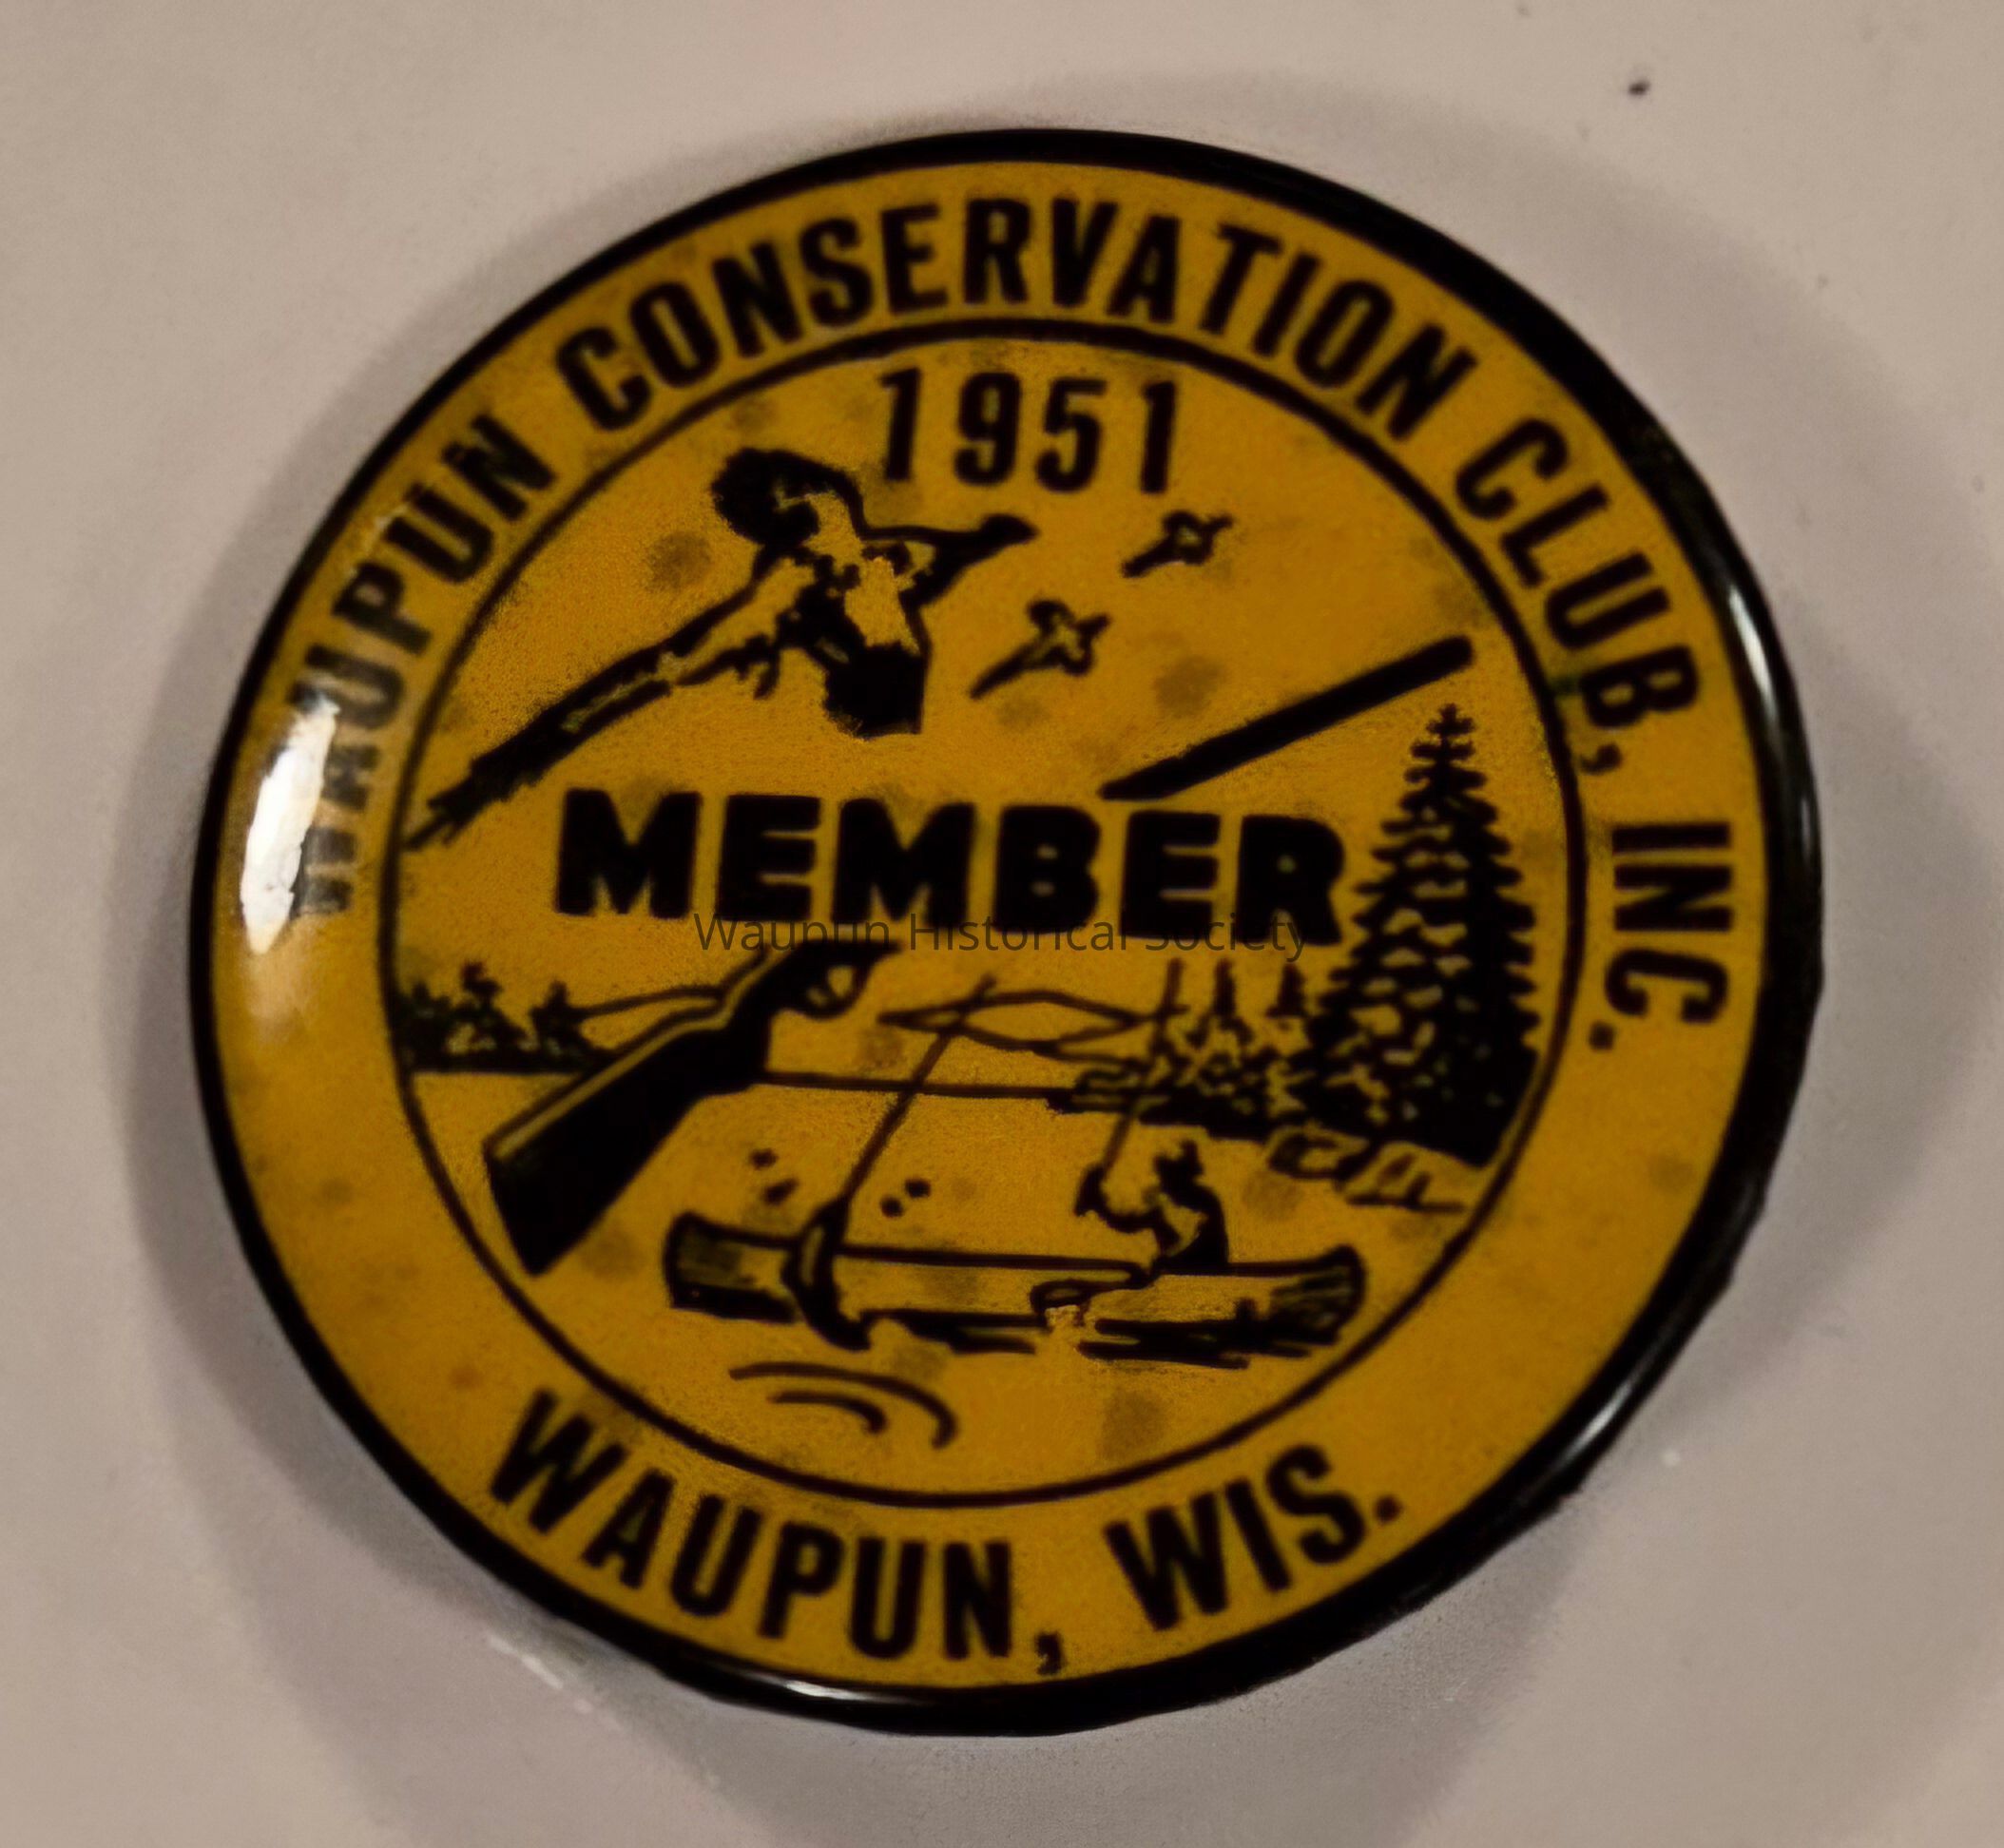 WAUPUN CONSERVATION CLUB, INC.
1951
MEMBER
Waupun Historical Society
WAUPUN, WIS.